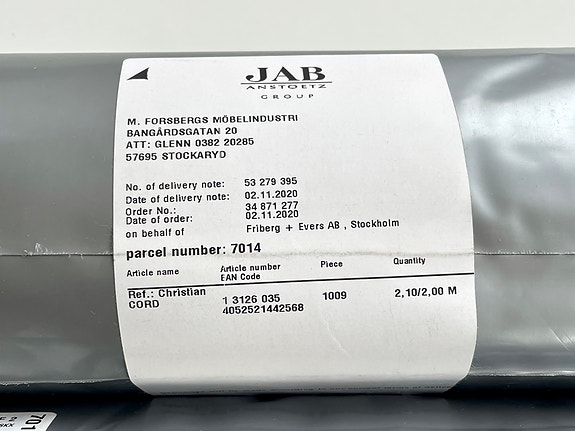 JAB
ANSTOETZ
GROUP
M. FORSBERGS MÖBELINDUSTRI
BANGÅRDSGATAN 20
ATT: GLENN 0382 20285
57695 STOCKARYD
No. of delivery note: 53 279 395
Date of delivery note: 02.11.2020
Order No.: 34 871 277
Date of order: 02.11.2020
on behalf of Friberg + Evers AB , Stockholm
parcel number: 7014
Article name Article number Piece Quantity
EAN Code
Ref.: Christian 1 3126 035 1009 2,10/2,00 M
CORD 4052521442568
701